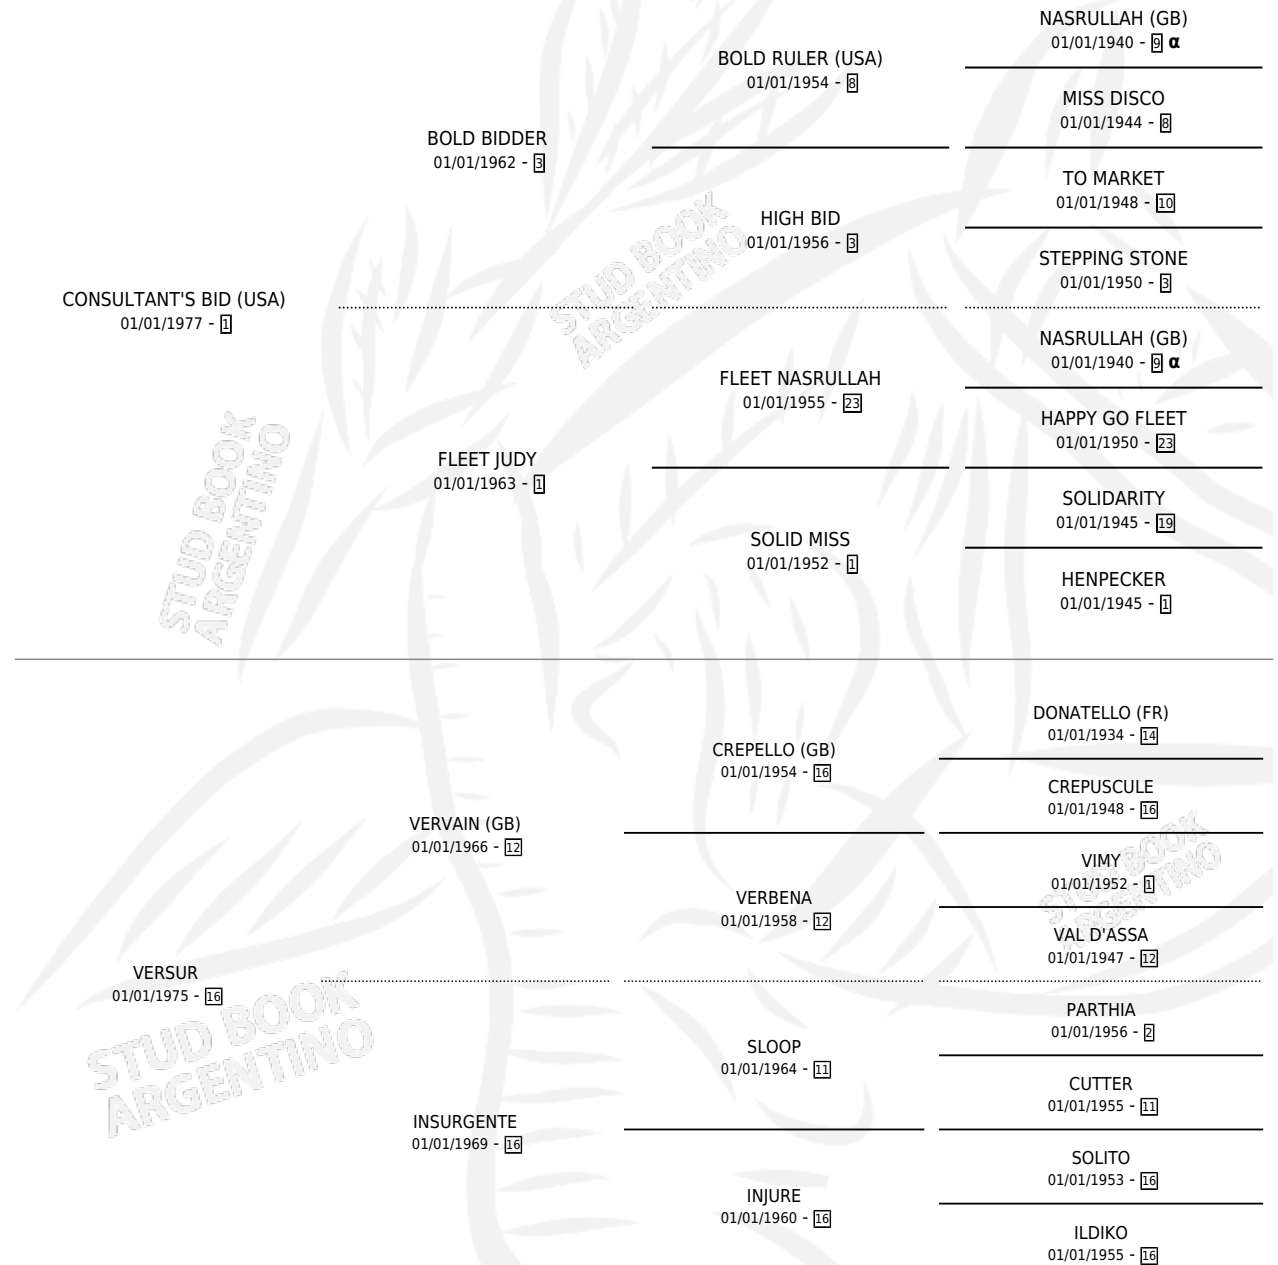 NASRULLAH (GB)
01/01/1940 - 9 α
BOLD RULER (USA)
01/01/1954 - 8
MISS DISCO
01/01/1944 - 8
BOLD BIDDER
01/01/1962 - 3
TO MARKET
01/01/1948 - 10
HIGH BID
01/01/1956 - 3
STEPPING STONE
01/01/1950 - 3
CONSULTANT'S BID (USA)
01/01/1977 - 1
NASRULLAH (GB)
01/01/1940 - 9 α
FLEET NASRULLAH
01/01/1955 - 23
HAPPY GO FLEET
01/01/1950 - 23
FLEET JUDY
01/01/1963 - 1
SOLIDARITY
01/01/1945 - 19
SOLID MISS
01/01/1952 - 1
HENPECKER
01/01/1945 - 1
DONATELLO (FR)
01/01/1934 - 14
CREPELLO (GB)
01/01/1954 - 16
CREPUSCULE
01/01/1948 - 16
VERVAIN (GB)
01/01/1966 - 12
VIMY
01/01/1952 - 1
VERBENA
01/01/1958 - 12
VAL D'ASSA
01/01/1947 - 12
VERSUR
01/01/1975 - 16
PARTHIA
01/01/1956 - 2
SLOOP
01/01/1964 - 11
CUTTER
01/01/1955 - 11
INSURGENTE
01/01/1969 - 16
SOLITO
01/01/1953 - 16
INJURE
01/01/1960 - 16
ILDIKO
01/01/1955 - 16
STUD BOOK
ARGENTINO
STUD BOOK
ARGENTINO
STUD BOOK
ARGENTINO
STUD BOOK
ARGENTINO